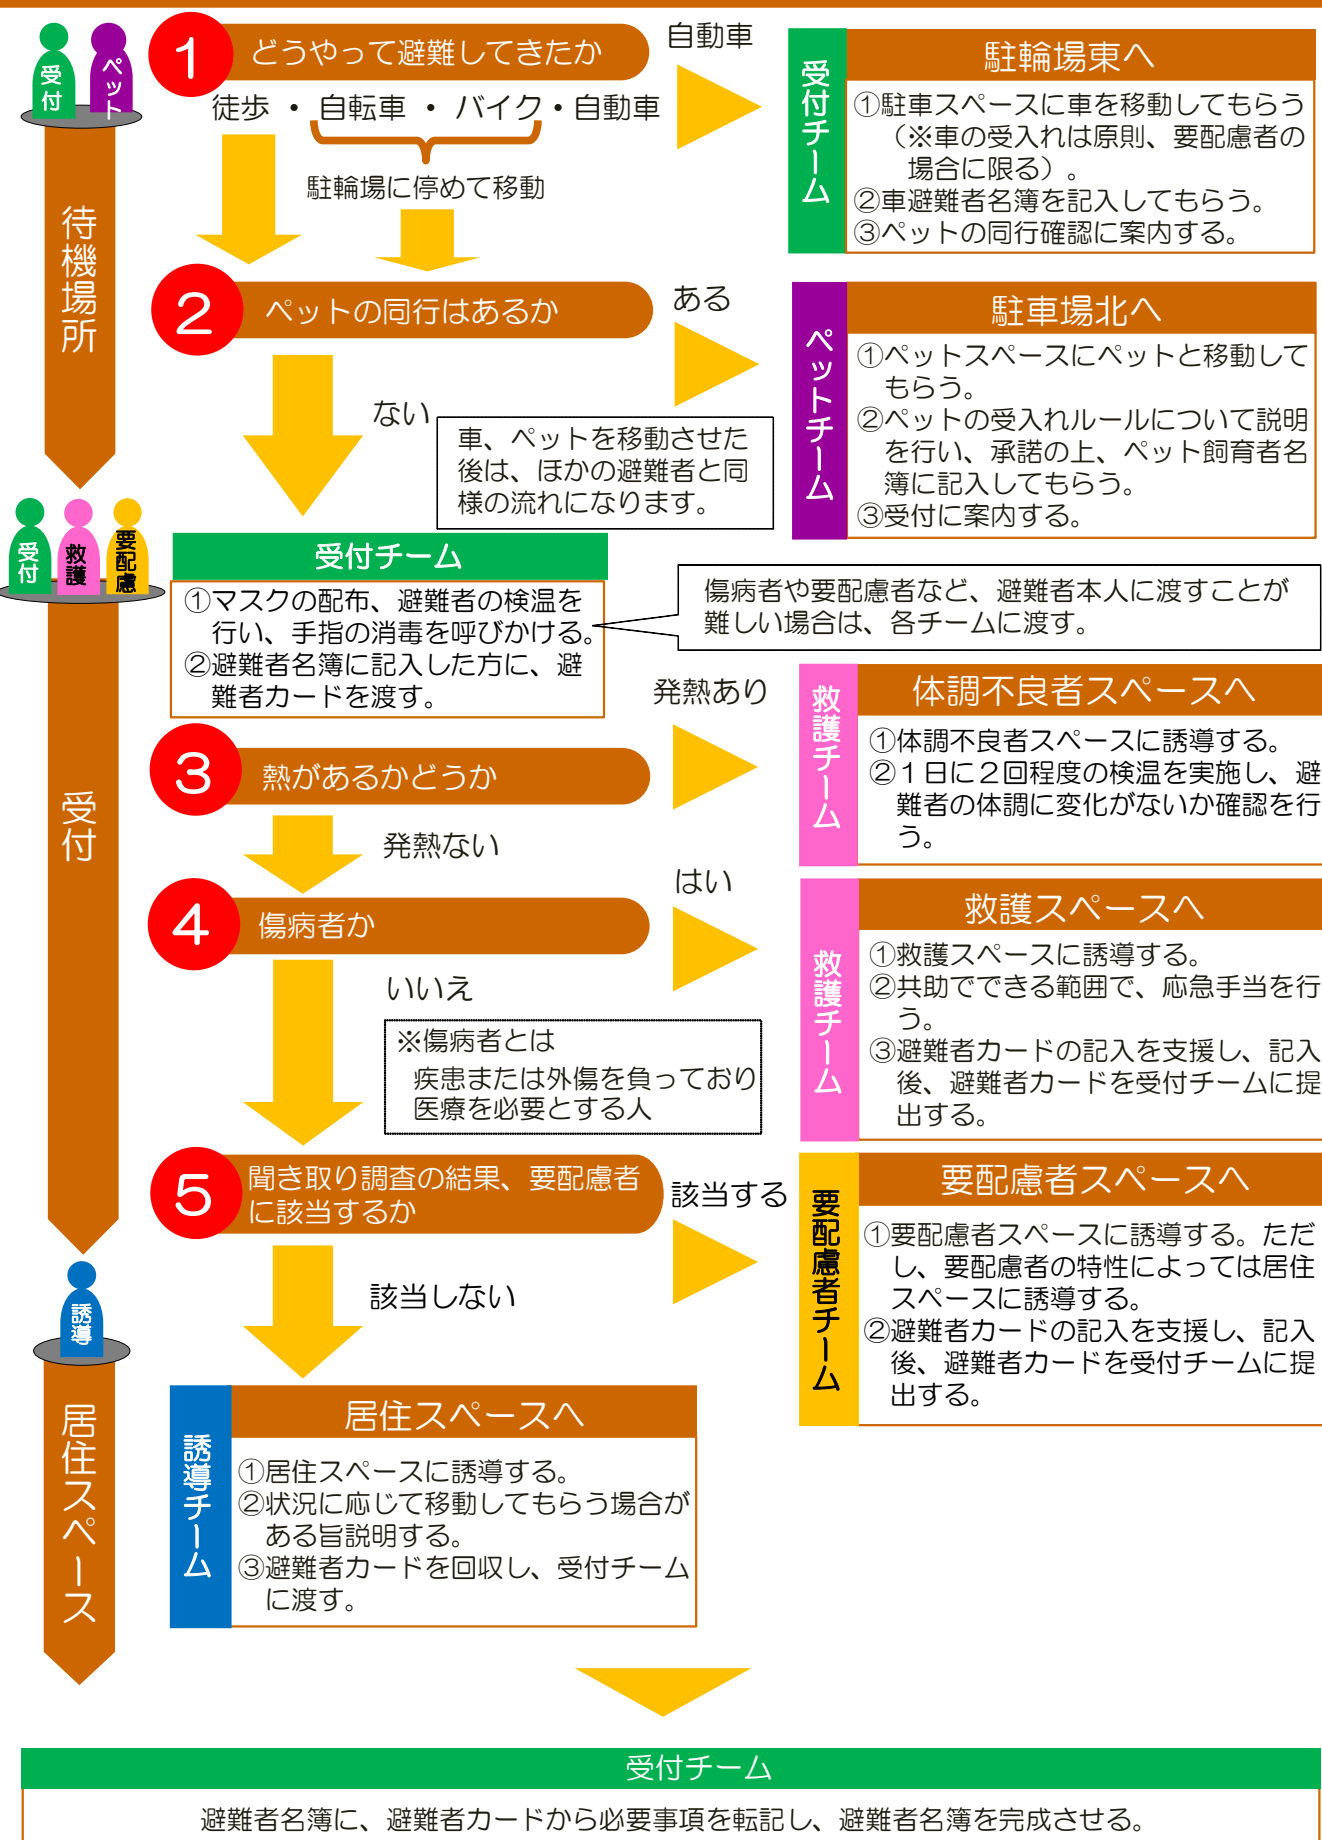 受付
ペット
待機場所
1
どうやって避難してきたか
自動車
徒歩 ・ 自転車 ・ バイク・自動車
駐輪場に停めて移動
受付チーム
駐輪場東へ
①駐車スペースに車を移動してもらう
（※車の受入れは原則、要配慮者の
場合に限る）。
②車避難者名簿を記入してもらう。
③ペットの同行確認に案内する。
2
ペットの同行はあるか
ある
ない
車、ペットを移動させた
後は、ほかの避難者と同
様の流れになります。
ペットチーム
駐車場北へ
①ペットスペースにペットと移動して
もらう。
②ペットの受入れルールについて説明
を行い、承諾の上、ペット飼育者名
簿に記入してもらう。
③受付に案内する。
受付
救護
要配慮
受付
受付チーム
①マスクの配布、避難者の検温を
行い、手指の消毒を呼びかける。
②避難者名簿に記入した方に、避
難者カードを渡す。
傷病者や要配慮者など、避難者本人に渡すことが
難しい場合は、各チームに渡す。
3
熱があるかどうか
発熱あり
発熱ない
救護チーム
体調不良者スペースへ
①体調不良者スペースに誘導する。
②１日に２回程度の検温を実施し、避
難者の体調に変化がないか確認を行
う。
4
傷病者か
はい
いいえ
※傷病者とは
疾患または外傷を負っており
医療を必要とする人
救護チーム
救護スペースへ
①救護スペースに誘導する。
②共助でできる範囲で、応急手当を行
う。
③避難者カードの記入を支援し、記入
後、避難者カードを受付チームに提
出する。
5
聞き取り調査の結果、要配慮者
に該当するか
該当する
該当しない
要配慮者チーム
要配慮者スペースへ
①要配慮者スペースに誘導する。ただ
し、要配慮者の特性によっては居住
スペースに誘導する。
②避難者カードの記入を支援し、記入
後、避難者カードを受付チームに提
出する。
誘導
居住スペース
誘導チーム
居住スペースへ
①居住スペースに誘導する。
②状況に応じて移動してもらう場合が
ある旨説明する。
③避難者カードを回収し、受付チーム
に渡す。
受付チーム
避難者名簿に、避難者カードから必要事項を転記し、避難者名簿を完成させる。